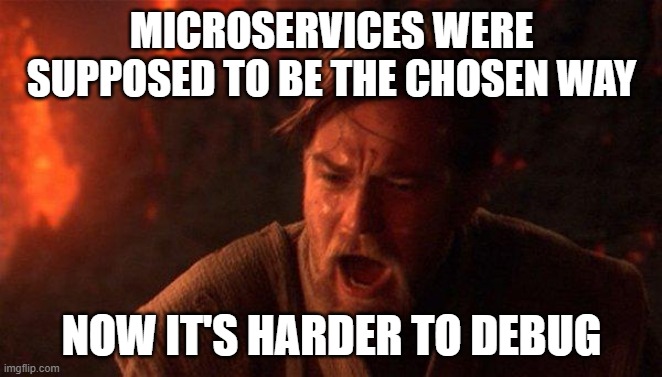 MICROSERVICES WERE
SUPPOSED TO BE THE CHOSEN WAY
NOW IT'S HARDER TO DEBUG
imgflip.com